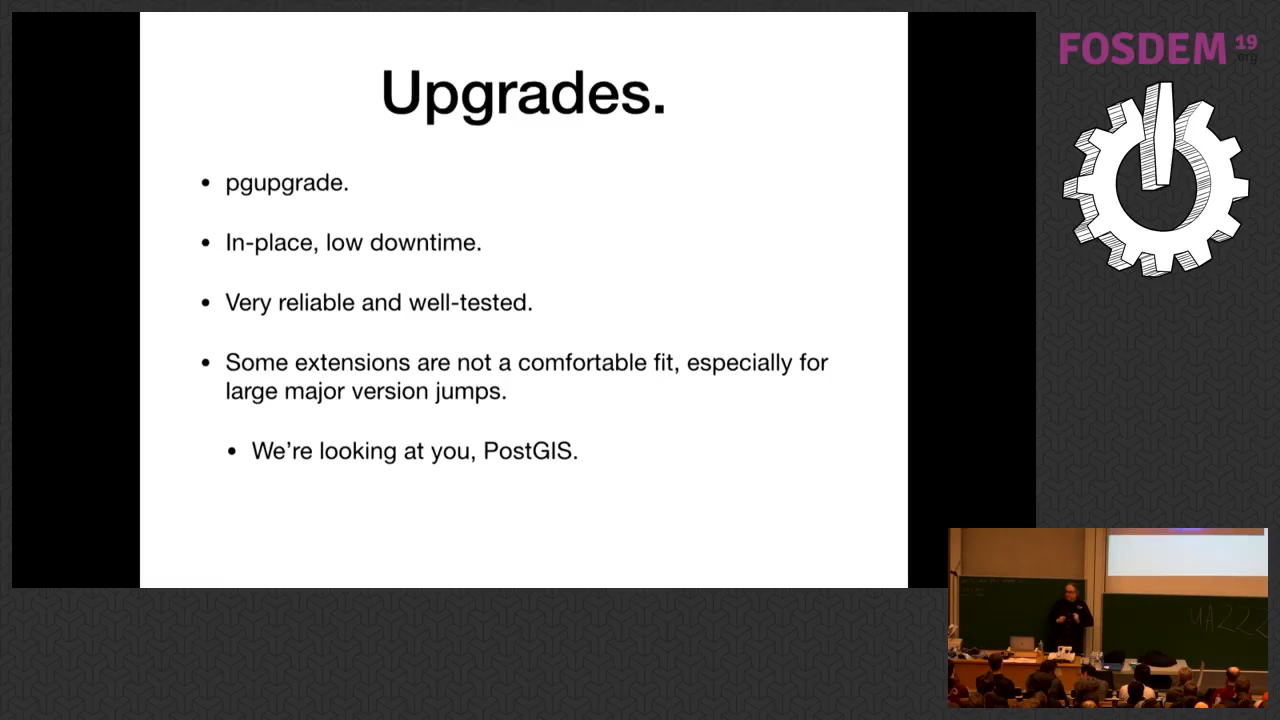 Upgrades.
• pgupgrade.
• In-place, low downtime.
• Very reliable and well-tested.
• Some extensions are not a comfortable fit, especially for
large major version jumps.
• We're looking at you, PostGIS.
FOSDEM 19
.org